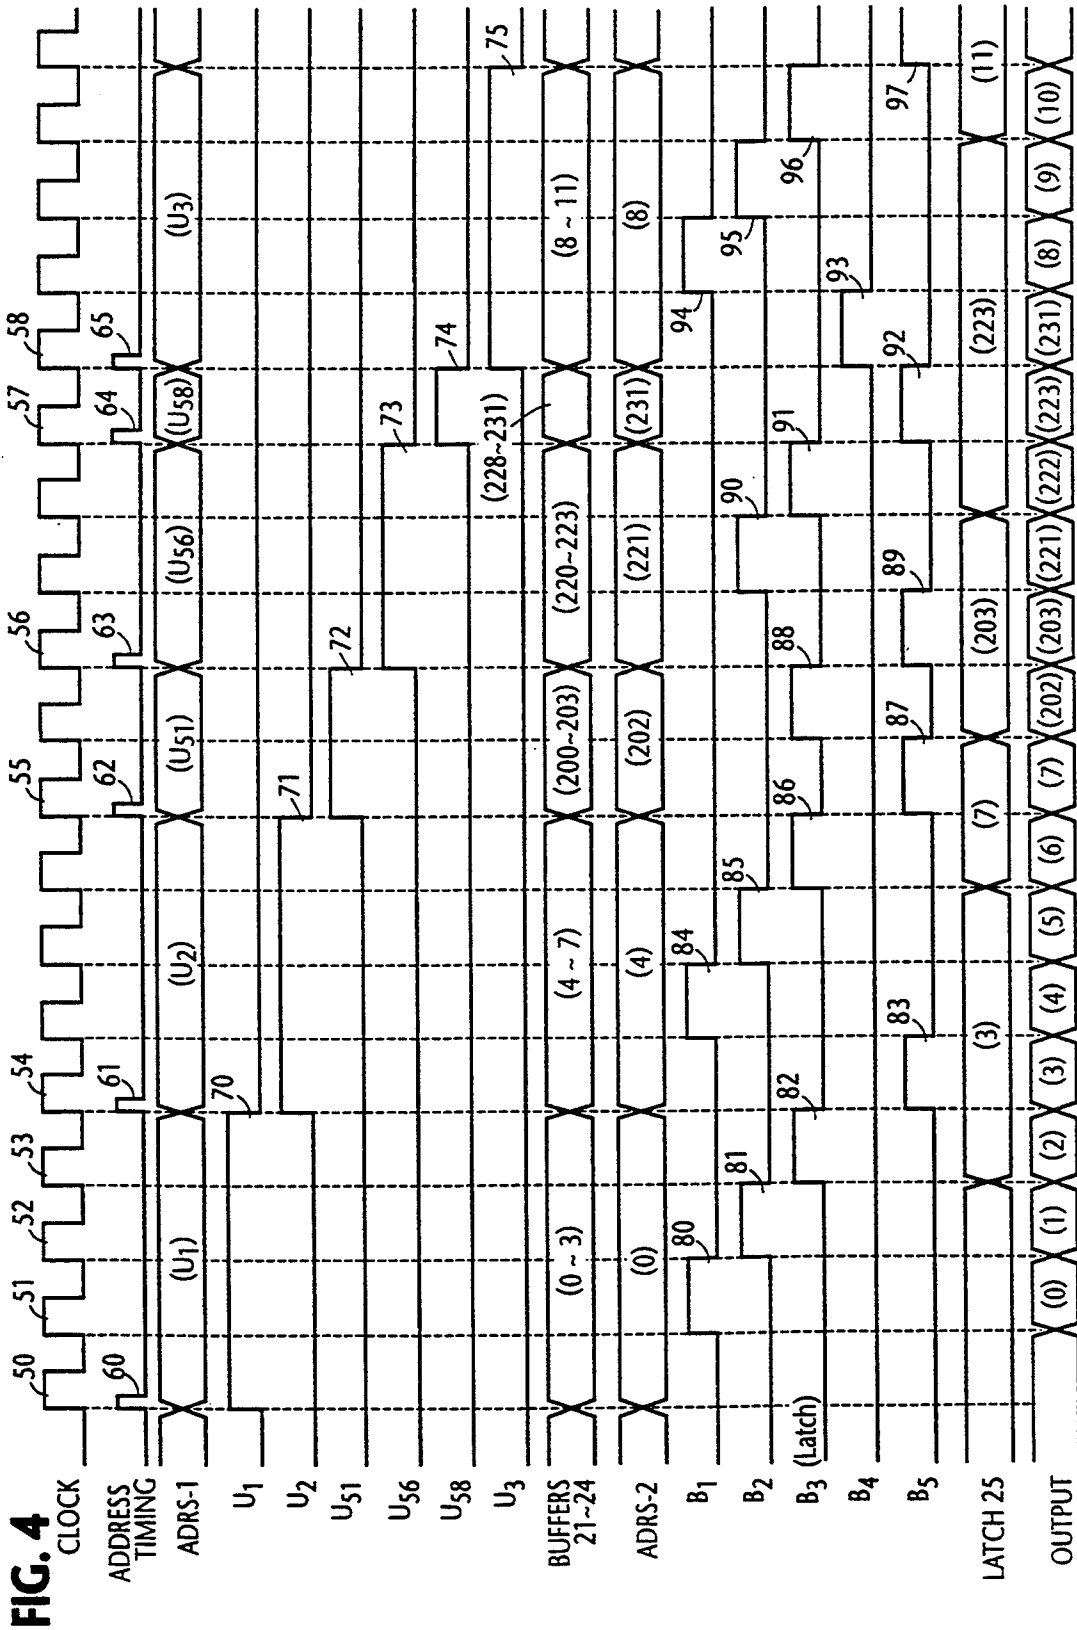 FIG. 4
CLOCK 50 51 52 53 54 55 56 57 58
ADDRESS TIMING 60 61 62 63 64 65
ADRS-1 (U1) (U2) (U51) (U56) (U58) (U3)
U1 70
U2 71
U51 72
U56 73
U58 74
U3 (228~231) 75
BUFFERS 21~24 (0 ~ 3) (4 ~ 7) (200~203) (220~223) (8 ~ 11)
ADRS-2 (0) (4) (202) (221) (231) (8)
B1 80 84 94
B2 81 85 90 95
B3 (Latch) 82 86 88 91 96
B4 93
B5 83 87 89 92 97
LATCH 25 (3) (7) (203) (223) (11)
OUTPUT (0) (1) (2) (3) (4) (5) (6) (7) (202) (203) (221) (222) (223) (231) (8) (9) (10)